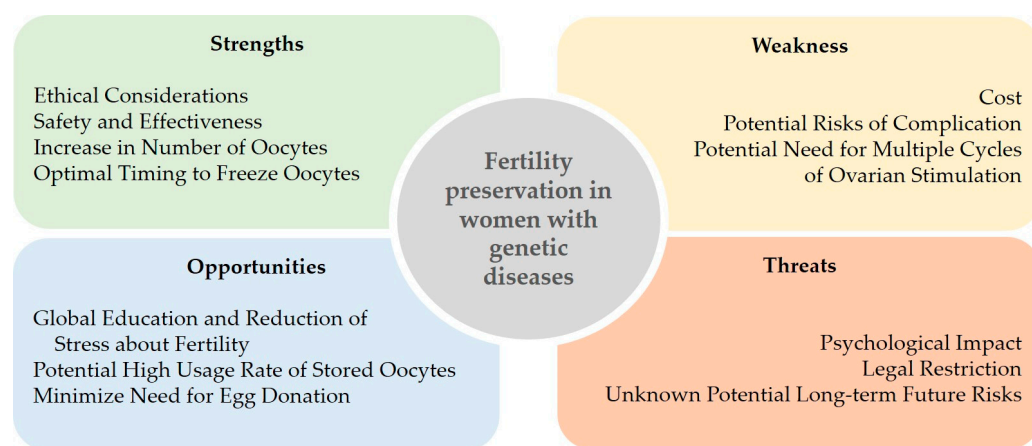 Strengths
Ethical Considerations
Safety and Effectiveness
Increase in Number of Oocytes
Optimal Timing to Freeze Oocytes
Weakness
Cost
Potential Risks of Complication
Potential Need for Multiple Cycles
of Ovarian Stimulation
Fertility
preservation in
women with
genetic
diseases
Opportunities
Global Education and Reduction of
Stress about Fertility
Potential High Usage Rate of Stored Oocytes
Minimize Need for Egg Donation
Threats
Psychological Impact
Legal Restriction
Unknown Potential Long-term Future Risks